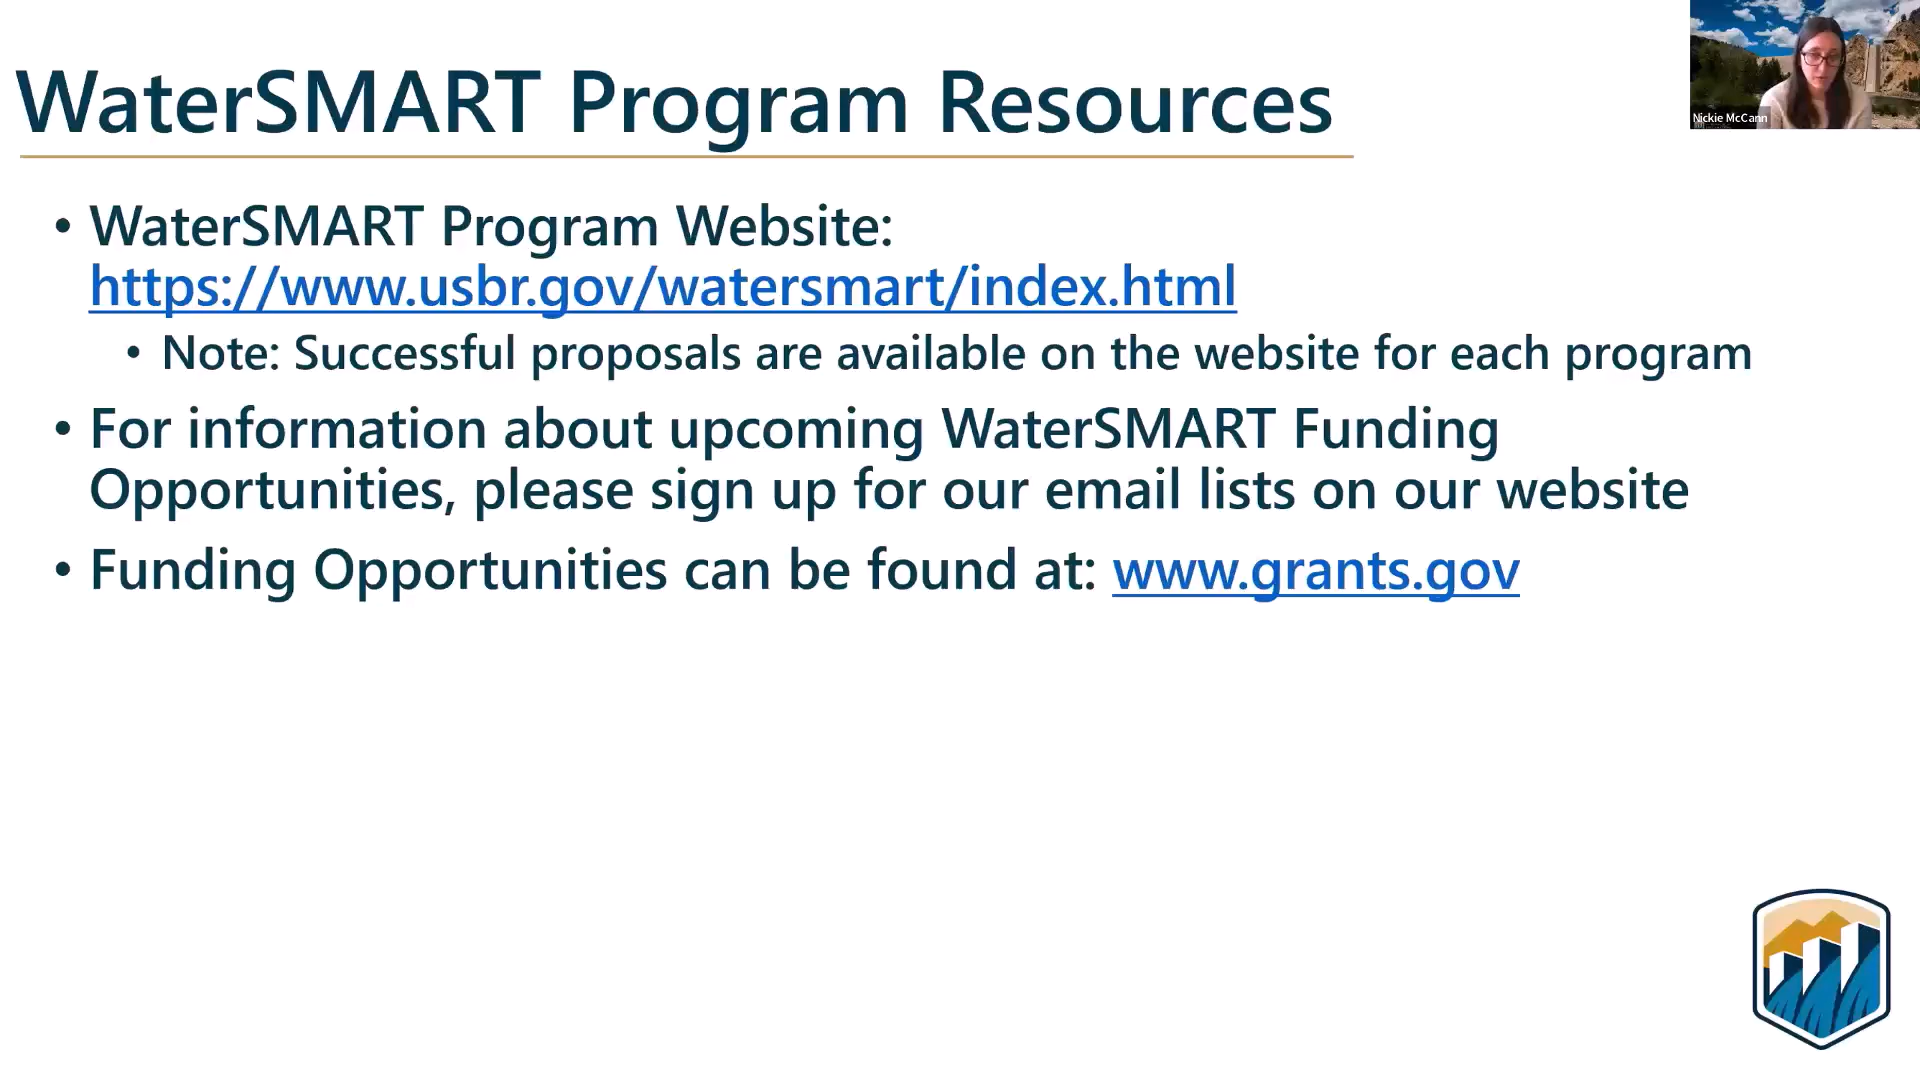 WaterSMART Program Resources
Nickie McCann
• WaterSMART Program Website:
https://www.usbr.gov/watersmart/index.html
• Note: Successful proposals are available on the website for each program
• For information about upcoming WaterSMART Funding
Opportunities, please sign up for our email lists on our website
• Funding Opportunities can be found at: www.grants.gov